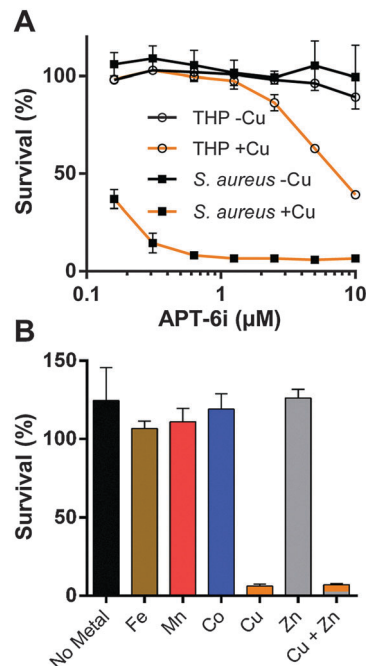 A
Survival (%)
100
50
0
THP -Cu
THP +Cu
S. aureus -Cu
S. aureus +Cu
0.1
1
10
APT-6i (µM)
B
Survival (%)
150
100
50
0
No Metal
Fe
Mn
Co
Cu
Zn
Cu + Zn